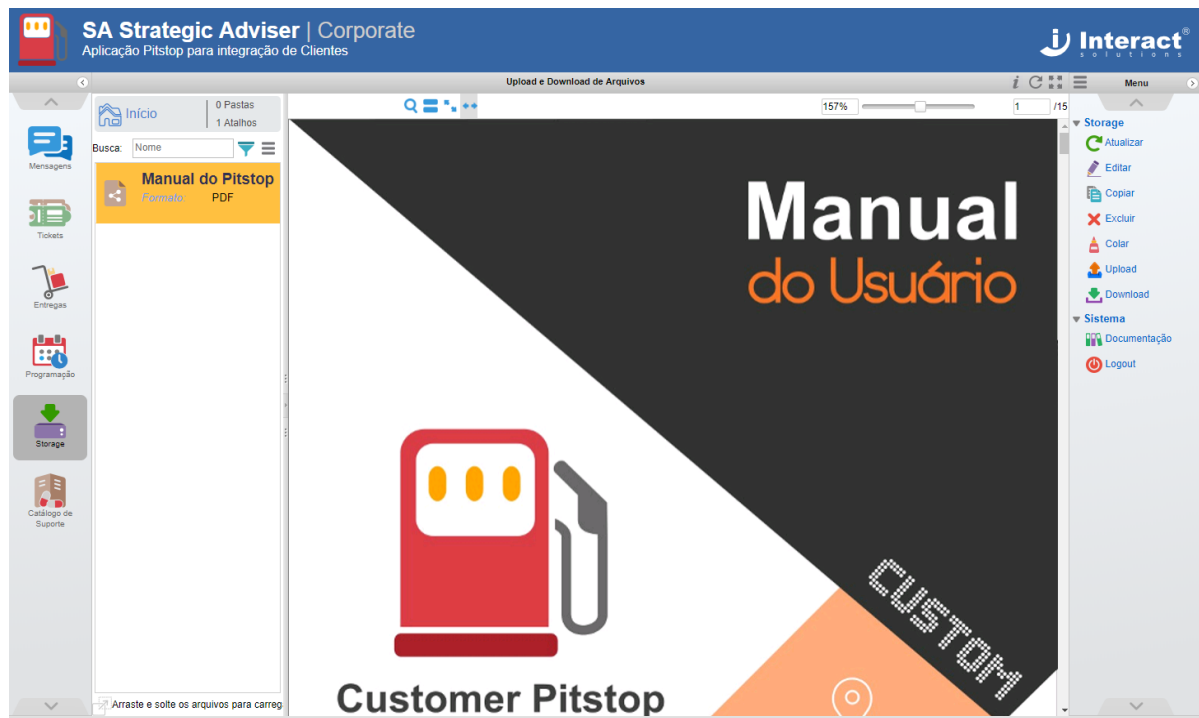 SA Strategic Adviser | Corporate
Aplicação Pitstop para integração de Clientes
Interact®
solutions
Upload e Download de Arquivos
Menu
Mensagens
Tickets
Entregas
Programação
Storage
Catálogo de
Suporte
Início
0 Pastas
1 Atalhos
Busca:
Nome
Manual do Pitstop
Formato: PDF
Arraste e solte os arquivos para carreg
157%
1 /15
Manual
do Usuário
CUSTOM
Customer Pitstop
Storage
Atualizar
Editar
Copiar
Excluir
Colar
Upload
Download
Sistema
Documentação
Logout